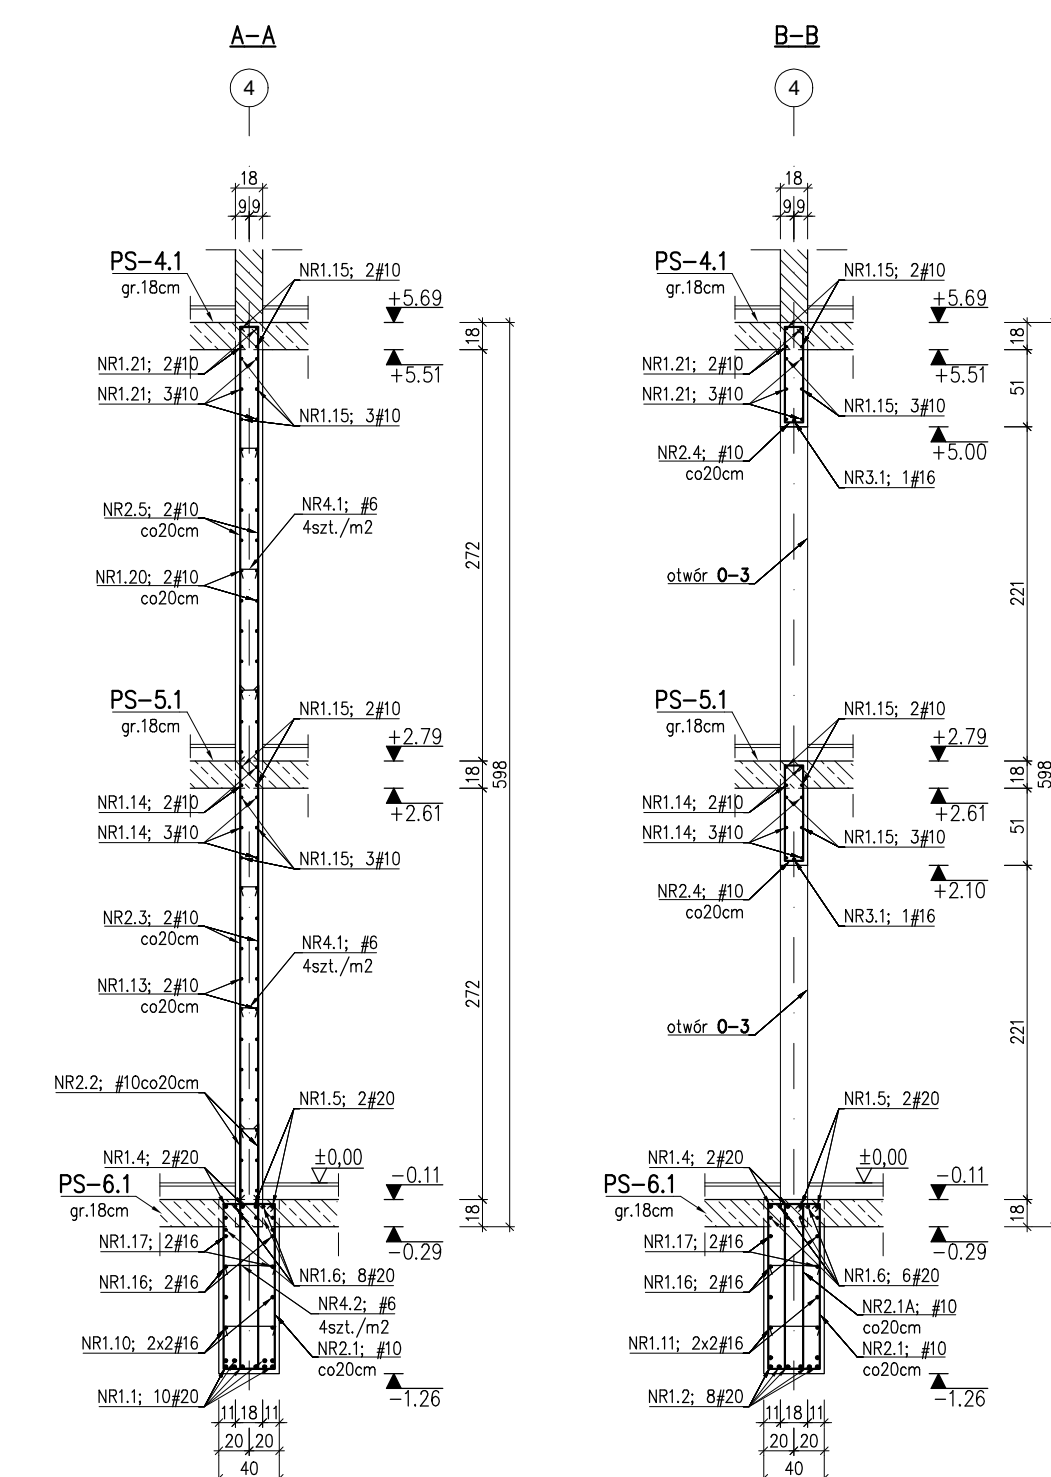 A-A
4
18
9 9
PS-4.1
gr.18cm
NR1.15; 2#10
+5.69
+5.51
18
NR1.21; 2#10
NR1.21; 3#10
NR1.15; 3#10
NR2.5; 2#10
co20cm
NR4.1; #6
4szt./m2
NR1.20; 2#10
co20cm
272
PS-5.1
gr.18cm
NR1.15; 2#10
+2.79
+2.61
18
598
NR1.14; 2#10
NR1.14; 3#10
NR1.15; 3#10
NR2.3; 2#10
co20cm
NR4.1; #6
4szt./m2
NR1.13; 2#10
co20cm
272
NR2.2; #10co20cm
NR1.5; 2#20
NR1.4; 2#20
±0,00
PS-6.1
gr.18cm
-0.11
-0.29
18
NR1.17; 2#16
NR1.16; 2#16
NR1.6; 8#20
NR4.2; #6
4szt./m2
NR1.10; 2x2#16
NR2.1; #10
co20cm
NR1.1; 10#20
-1.26
11 18 11
20 20
40
B-B
4
18
9 9
PS-4.1
gr.18cm
NR1.15; 2#10
+5.69
+5.51
18
NR1.21; 2#10
NR1.21; 3#10
NR1.15; 3#10
51
NR2.4; #10
co20cm
+5.00
NR3.1; 1#16
otwór O-3
221
PS-5.1
gr.18cm
NR1.15; 2#10
+2.79
+2.61
18
598
NR1.14; 2#10
NR1.14; 3#10
NR1.15; 3#10
51
NR2.4; #10
co20cm
+2.10
NR3.1; 1#16
otwór O-3
221
NR1.5; 2#20
NR1.4; 2#20
±0,00
PS-6.1
gr.18cm
-0.11
-0.29
18
NR1.17; 2#16
NR1.16; 2#16
NR1.6; 6#20
NR2.1A; #10
co20cm
NR1.11; 2x2#16
NR2.1; #10
co20cm
NR1.2; 8#20
-1.26
11 18 11
20 20
40